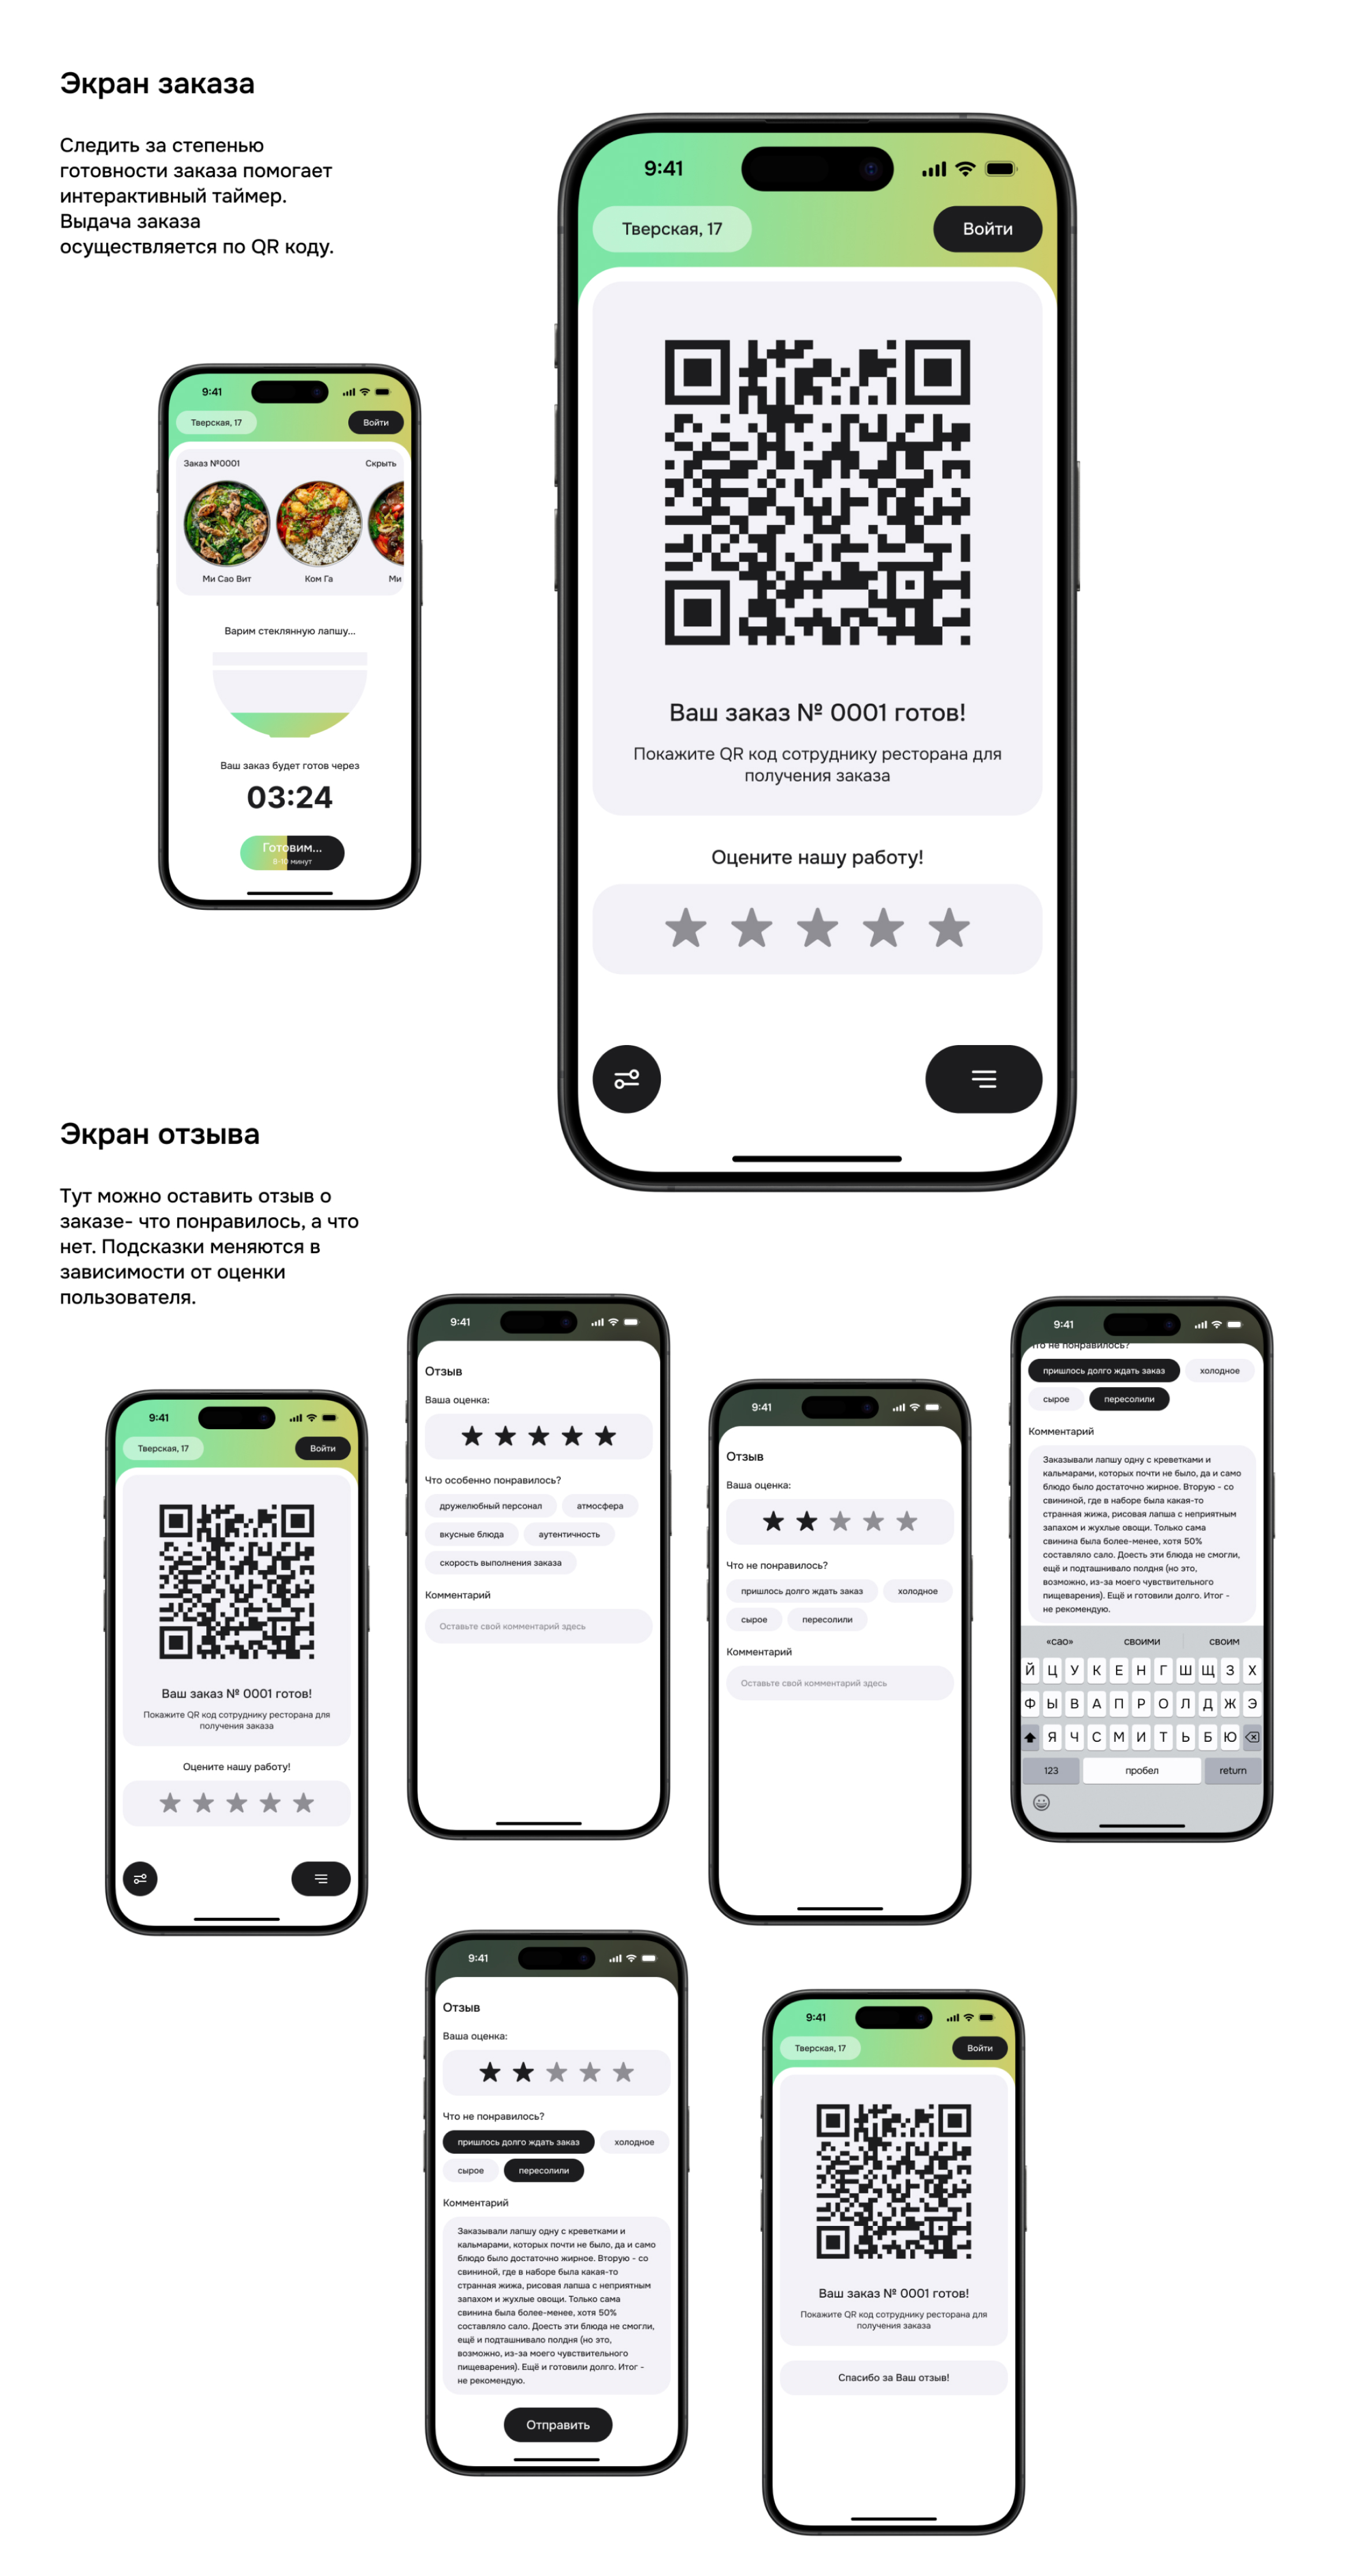 Экран заказа
Следить за степенью
готовности заказа помогает
интерактивный таймер.
Выдача заказа
осуществляется по QR коду.
9:41
Тверская, 17
Войти
Заказ №0001
Скрыть
Ми Сао Вит
Ком Га
Ми
Варим стеклянную лапшу...
Ваш заказ будет готов через
03:24
Готовим...
8-10 минут
9:41
Тверская, 17
Войти
Ваш заказ № 0001 готов!
Покажите QR код сотруднику ресторана для
получения заказа
Оцените нашу работу!
Экран отзыва
Тут можно оставить отзыв о
заказе- что понравилось, а что
нет. Подсказки меняются в
зависимости от оценки
пользователя.
9:41
Тверская, 17
Войти
Ваш заказ № 0001 готов!
Покажите QR код сотруднику ресторана для
получения заказа
Оцените нашу работу!
9:41
Отзыв
Ваша оценка:
Что особенно понравилось?
дружелюбный персонал
атмосфера
вкусные блюда
аутентичность
скорость выполнения заказа
Комментарий
Оставьте свой комментарий здесь
9:41
Отзыв
Ваша оценка:
Что не понравилось?
пришлось долго ждать заказ
холодное
сырое
пересолили
Комментарий
Оставьте свой комментарий здесь
9:41
Что не понравилось?
пришлось долго ждать заказ
холодное
сырое
пересолили
Комментарий
Заказывали лапшу одну с креветками и
кальмарами, которых почти не было, да и само
блюдо было достаточно жирное. Вторую - со
свининой, где в наборе была какая-то
странная жижа, рисовая лапша с неприятным
запахом и жухлые овощи. Только сама
свинина была более-менее, хотя 50%
составляло сало. Доесть эти блюда не смогли,
ещё и подташнивало полдня (но это,
возможно, из-за моего чувствительного
пищеварения). Ещё и готовили долго. Итог -
не рекомендую.
«сао»
своими
своим
Й Ц У К Е Н Г Ш Щ З Х
Ф Ы В А П Р О Л Д Ж Э
Я Ч С М И Т Ь Б Ю
123
пробел
return
9:41
Отзыв
Ваша оценка:
Что не понравилось?
пришлось долго ждать заказ
холодное
сырое
пересолили
Комментарий
Заказывали лапшу одну с креветками и
кальмарами, которых почти не было, да и само
блюдо было достаточно жирное. Вторую - со
свининой, где в наборе была какая-то
странная жижа, рисовая лапша с неприятным
запахом и жухлые овощи. Только сама
свинина была более-менее, хотя 50%
составляло сало. Доесть эти блюда не смогли,
ещё и подташнивало полдня (но это,
возможно, из-за моего чувствительного
пищеварения). Ещё и готовили долго. Итог -
не рекомендую.
Отправить
9:41
Тверская, 17
Войти
Ваш заказ № 0001 готов!
Покажите QR код сотруднику ресторана для
получения заказа
Спасибо за Ваш отзыв!